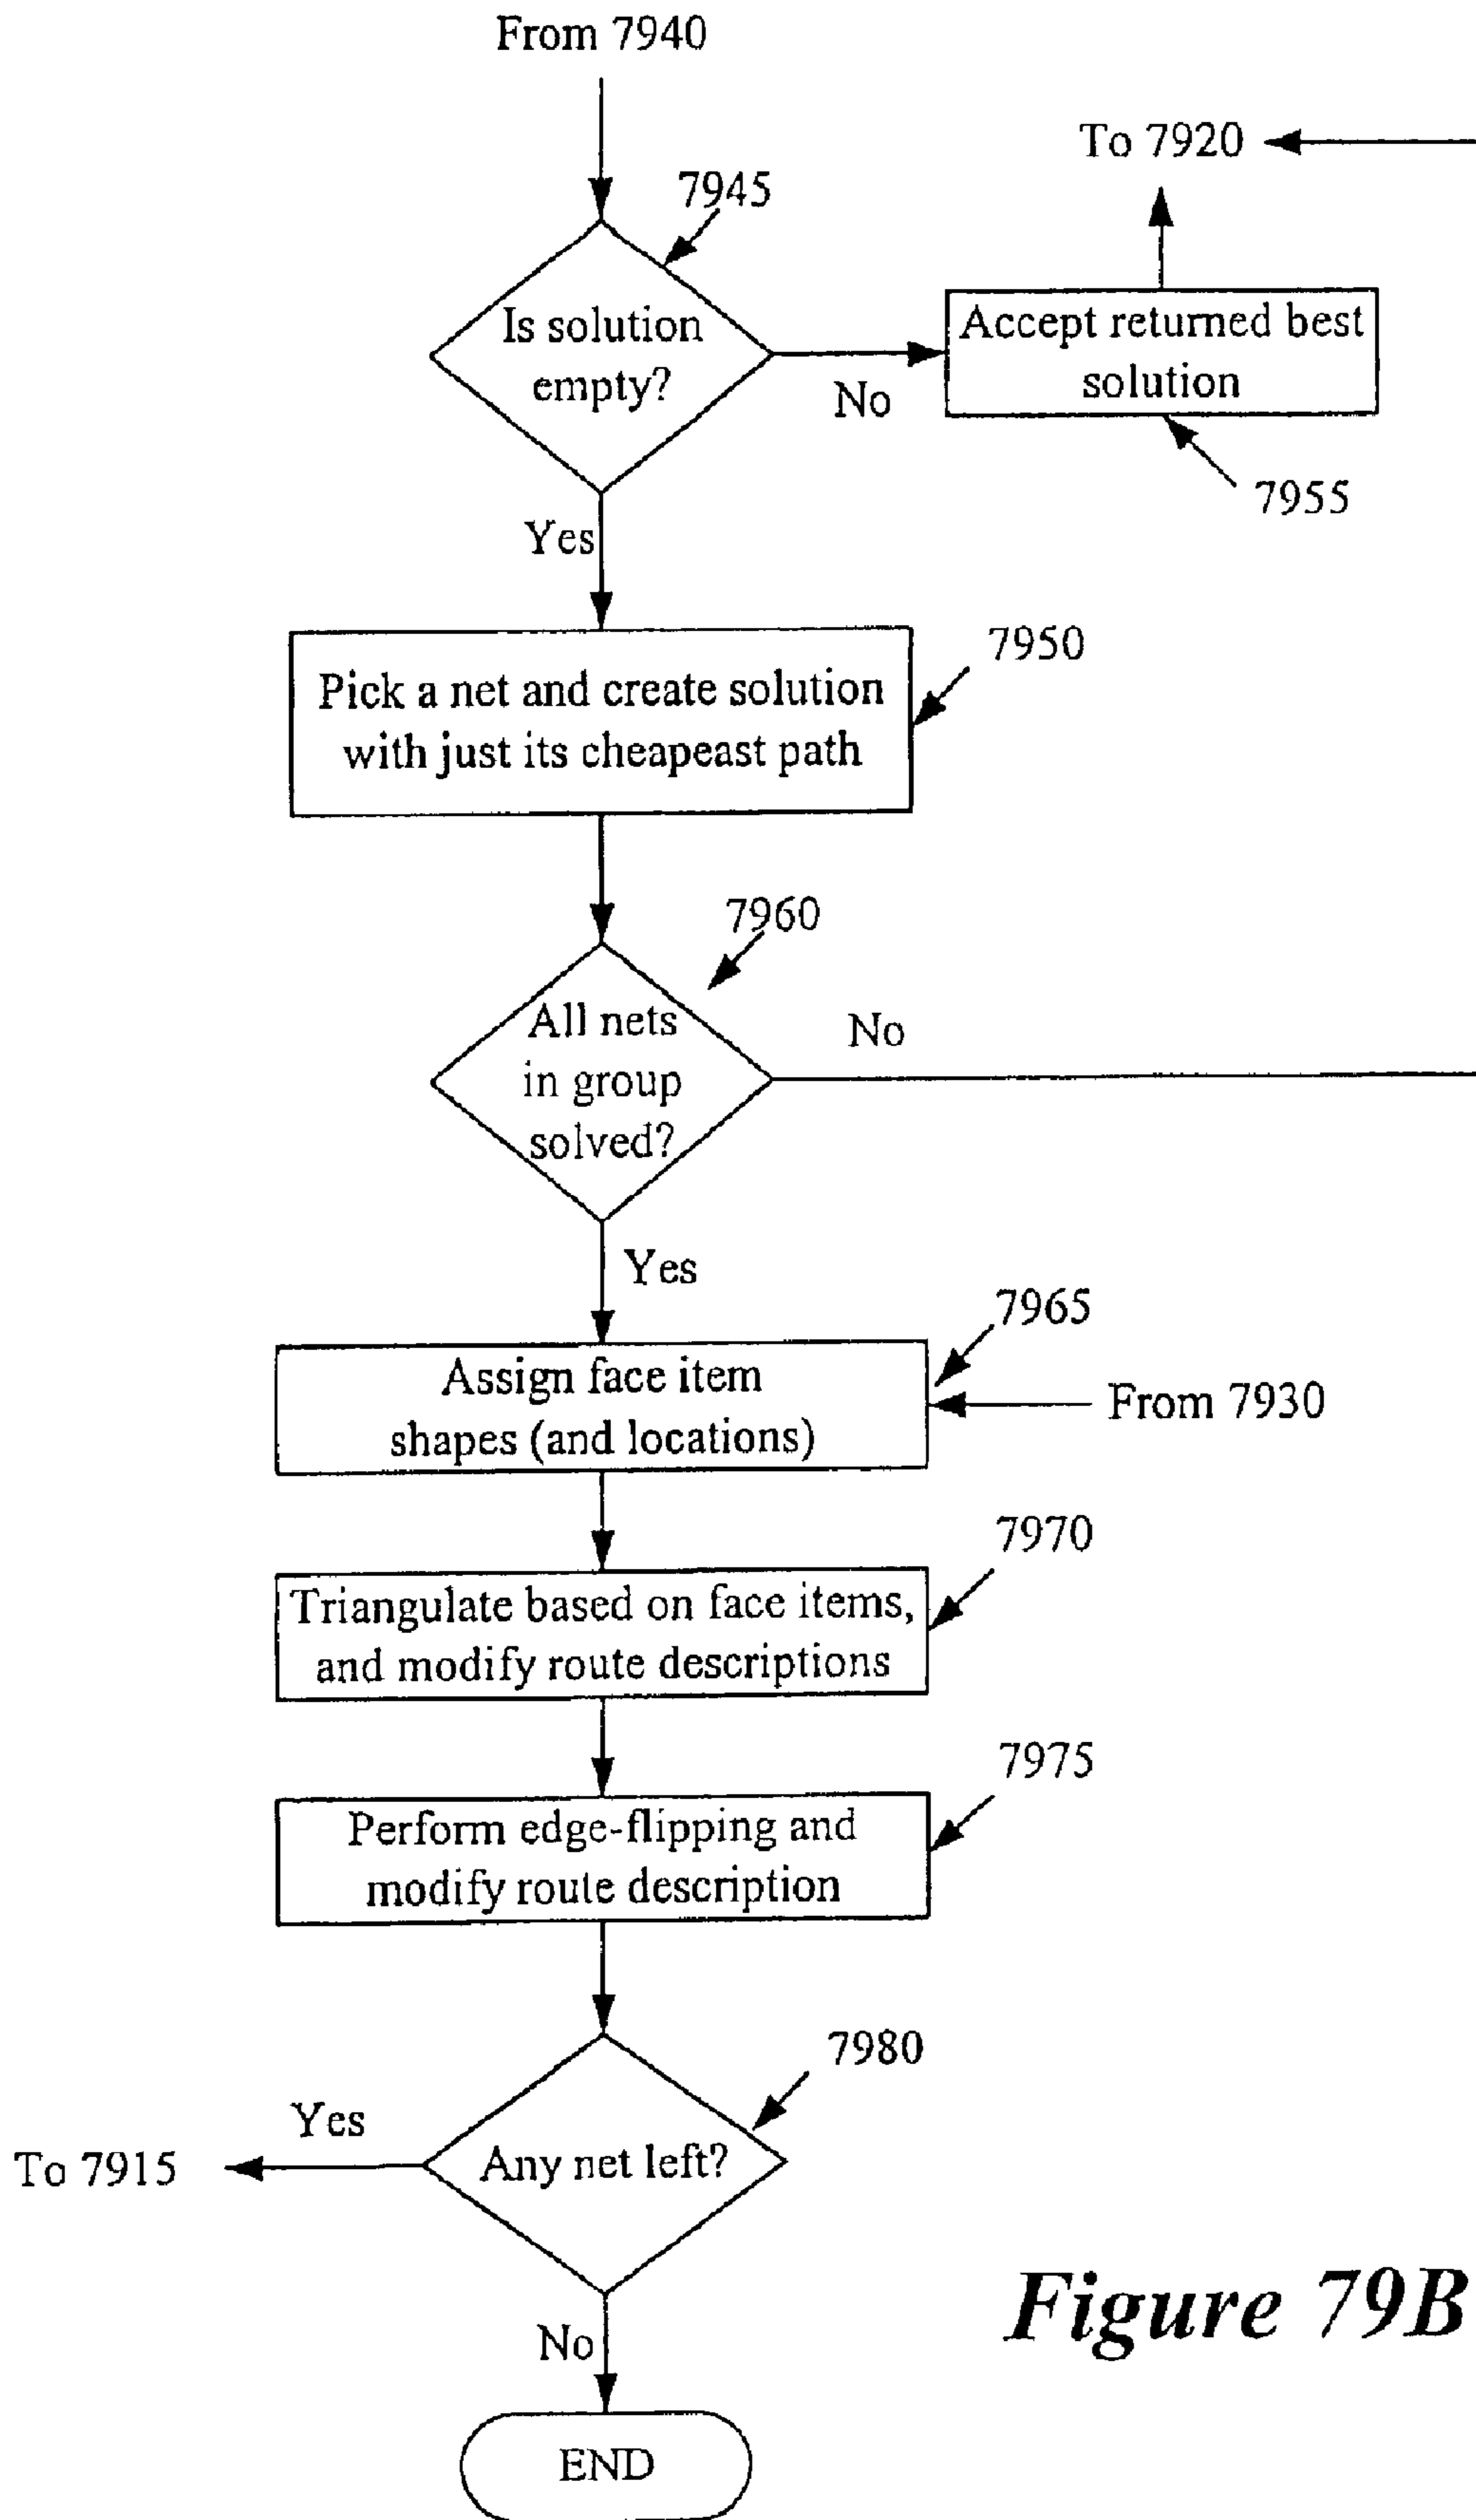 From 7940
To 7920
7945
Is solution
empty?
No
Accept returned best
solution
7955
Yes
7950
Pick a net and create solution
with just its cheapeast path
7960
All nets
in group
solved?
No
Yes
7965
Assign face item
shapes (and locations)
From 7930
7970
Triangulate based on face items,
and modify route descriptions
7975
Perform edge-flipping and
modify route description
7980
Yes
To 7915
Any net left?
No
END
Figure 79B